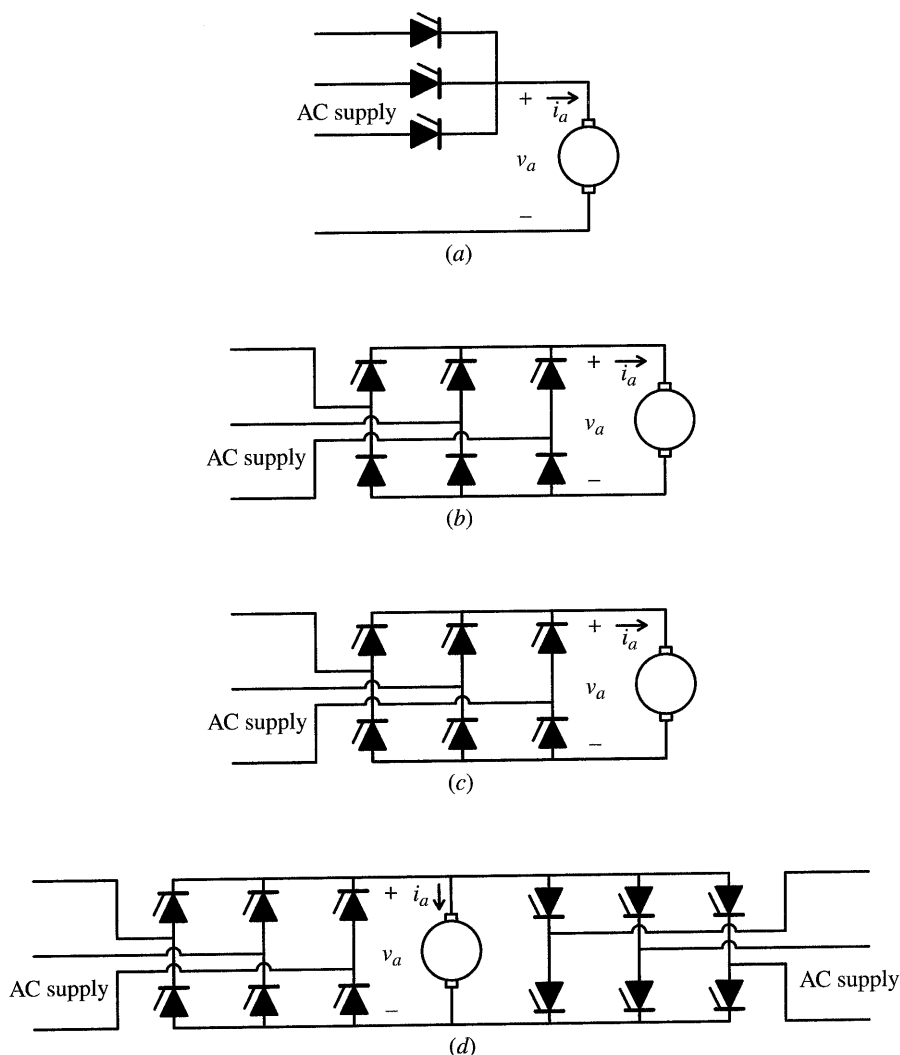 + i_a
AC supply
v_a
–
(a)
+ i_a
v_a
AC supply
–
(b)
+ i_a
v_a
AC supply
–
(c)
+ i_a
v_a
AC supply AC supply
–
(d)